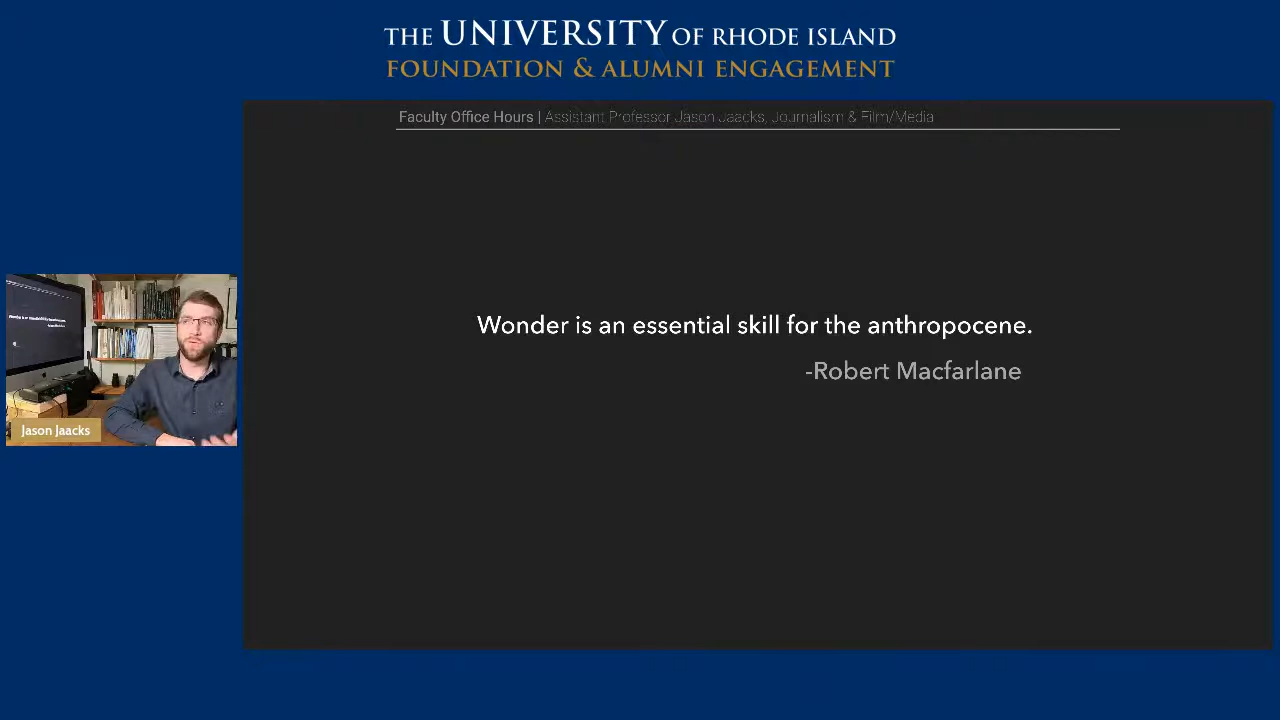 THE UNIVERSITY OF RHODE ISLAND
FOUNDATION & ALUMNI ENGAGEMENT
Faculty Office Hours | Assistant Professor Jason Jaacks, Journalism & Film/Media
Wonder is an essential skill for the anthropocene.
-Robert Macfarlane
Jason Jaacks